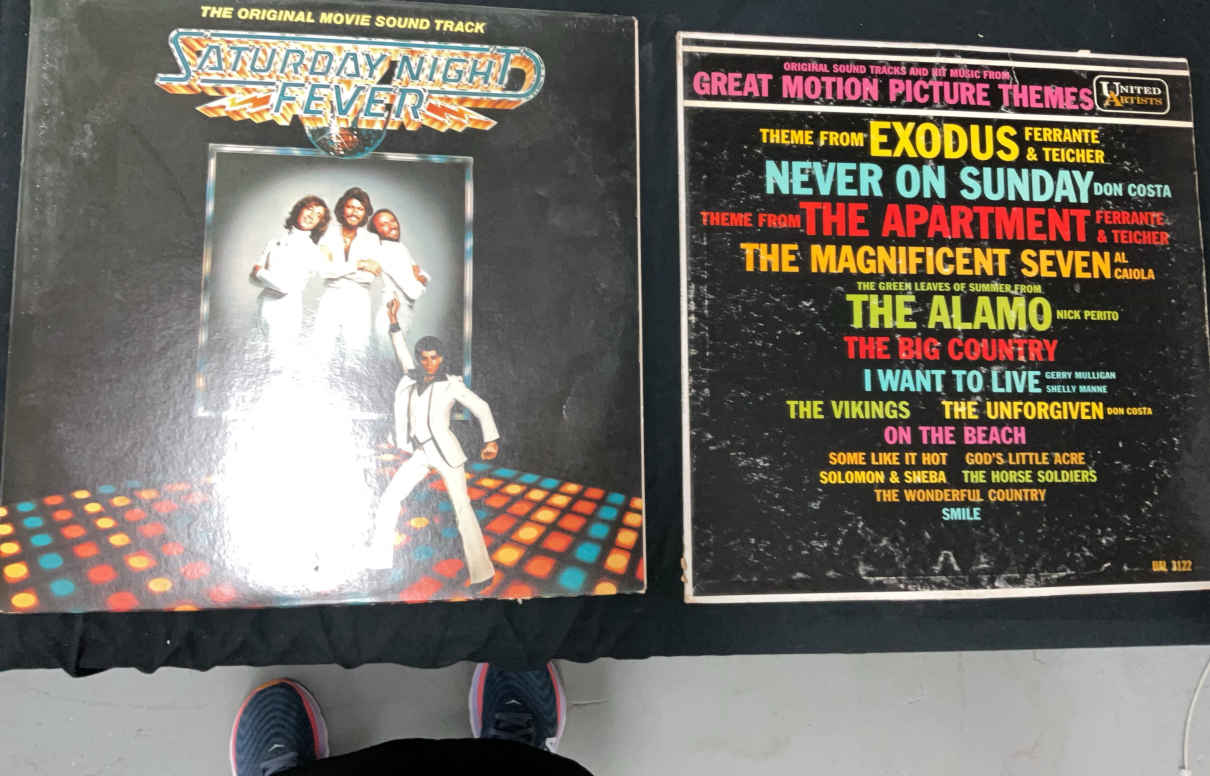 THE ORIGINAL MOVIE SOUND TRACK
SATURDAY NIGHT
FEVER
ORIGINAL SOUND TRACKS AND HIT MUSIC FROM
GREAT MOTION PICTURE THEMES
UNITED
ARTISTS
THEME FROM EXODUS FERRANTE
& TEICHER
NEVER ON SUNDAY DON COSTA
THEME FROM THE APARTMENT FERRANTE
& TEICHER
THE MAGNIFICENT SEVEN AL
CAIOLA
THE GREEN LEAVES OF SUMMER FROM
THE ALAMO NICK PERITO
THE BIG COUNTRY
I WANT TO LIVE GERRY MULLIGAN
SHELLY MANNE
THE VIKINGS THE UNFORGIVEN DON COSTA
ON THE BEACH
SOME LIKE IT HOT GOD'S LITTLE ACRE
SOLOMON & SHEBA THE HORSE SOLDIERS
THE WONDERFUL COUNTRY
SMILE
UAL 3122